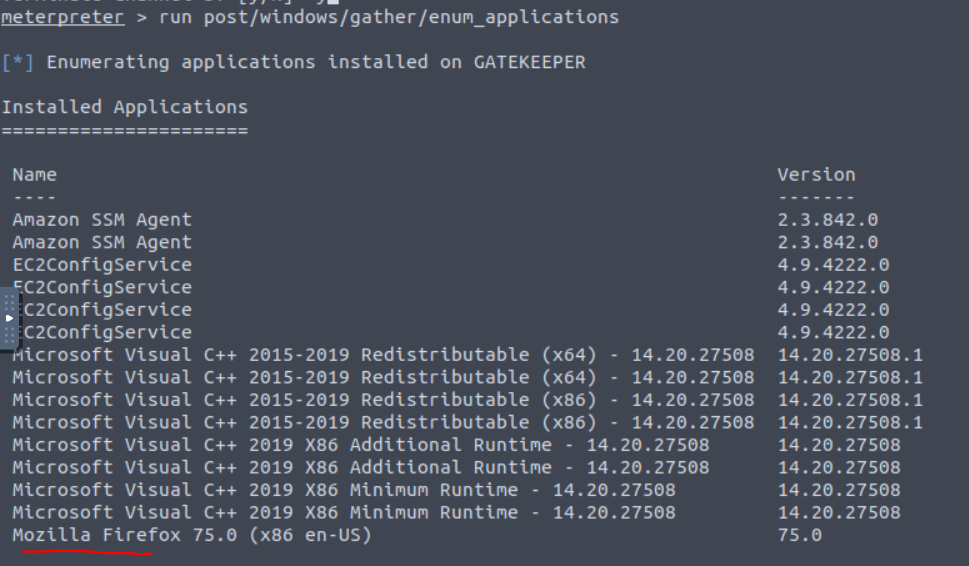 meterpreter > run post/windows/gather/enum_applications
[*] Enumerating applications installed on GATEKEEPER
Installed Applications
======================
Name Version
---- -------
Amazon SSM Agent 2.3.842.0
Amazon SSM Agent 2.3.842.0
EC2ConfigService 4.9.4222.0
EC2ConfigService 4.9.4222.0
EC2ConfigService 4.9.4222.0
EC2ConfigService 4.9.4222.0
Microsoft Visual C++ 2015-2019 Redistributable (x64) - 14.20.27508 14.20.27508.1
Microsoft Visual C++ 2015-2019 Redistributable (x64) - 14.20.27508 14.20.27508.1
Microsoft Visual C++ 2015-2019 Redistributable (x86) - 14.20.27508 14.20.27508.1
Microsoft Visual C++ 2015-2019 Redistributable (x86) - 14.20.27508 14.20.27508.1
Microsoft Visual C++ 2019 X86 Additional Runtime - 14.20.27508 14.20.27508
Microsoft Visual C++ 2019 X86 Additional Runtime - 14.20.27508 14.20.27508
Microsoft Visual C++ 2019 X86 Minimum Runtime - 14.20.27508 14.20.27508
Microsoft Visual C++ 2019 X86 Minimum Runtime - 14.20.27508 14.20.27508
Mozilla Firefox 75.0 (x86 en-US) 75.0